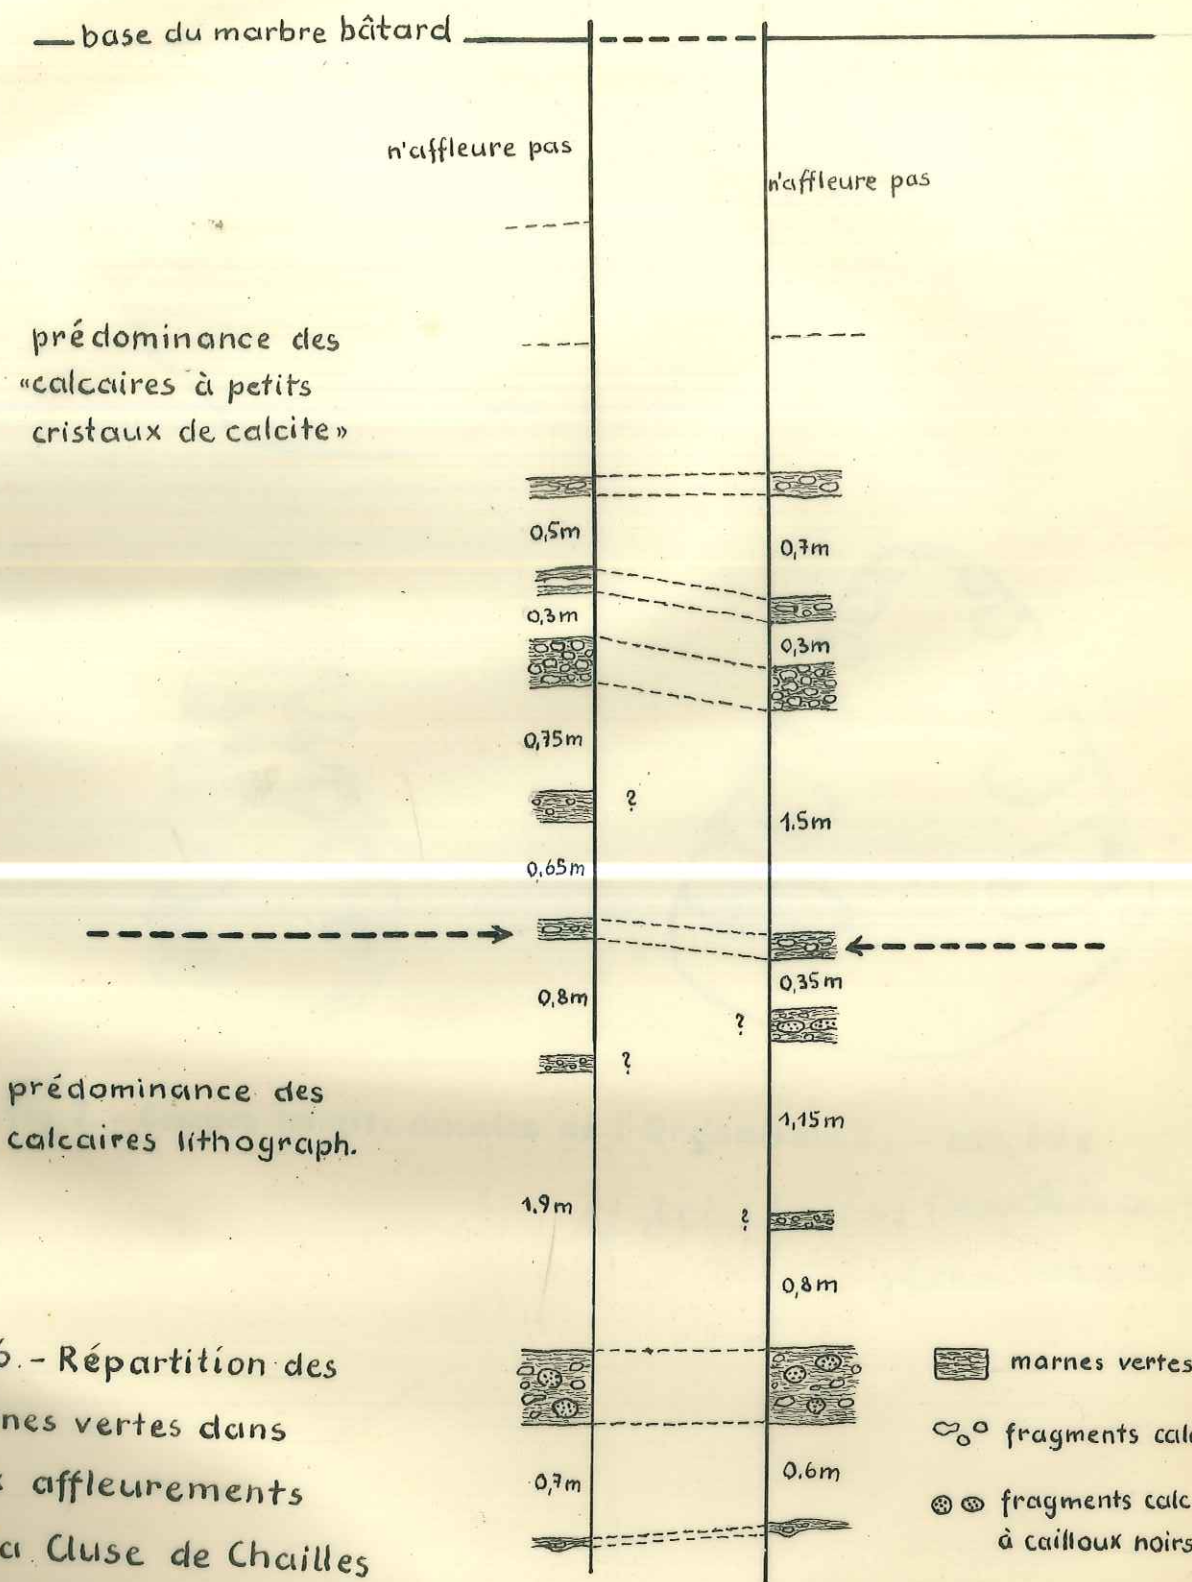 base du marbre bâtard
n'affleure pas
n'affleure pas
prédominance des
«calcaires à petits
cristaux de calcite»
0,5m
0,7m
0,3m
0,3m
0,75m
?
1.5m
0,65m
0,35m
0,8m
?
?
prédominance des
calcaires lithograph.
1,15m
1.9m
?
0,8m
6.- Répartition des
nes vertes dans
affleurements
a Cluse de Chailles
0,7m
0.6m
marnes vertes
fragments calc
fragments calc
à cailloux noirs